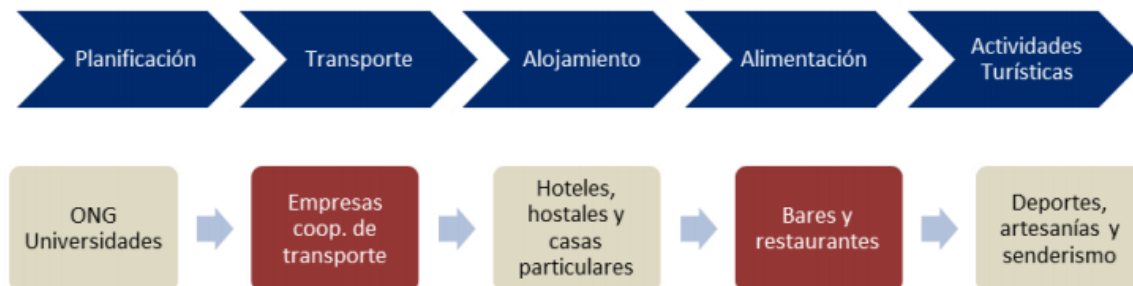 Planificación
Transporte
Alojamiento
Alimentación
Actividades
Turísticas
ONG
Universidades
Empresas
coop. de
transporte
Hoteles,
hostales y
casas
particulares
Bares y
restaurantes
Deportes,
artesanías y
senderismo